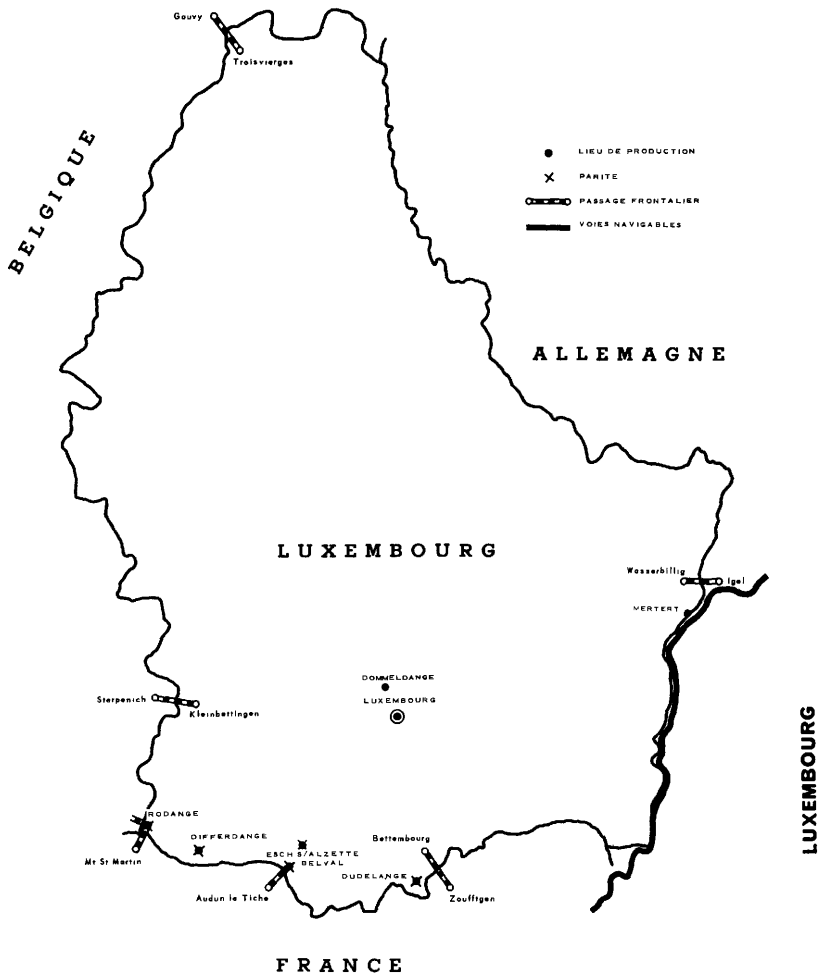 Gouvy
Troisvierges
BELGIQUE
LIEU DE PRODUCTION
PARITE
PASSAGE FRONTALIER
VOIES NAVIGABLES
ALLEMAGNE
LUXEMBOURG
Wasserbillig
Igel
MERTERT
DOMMELDANGE
LUXEMBOURG
Sterpenich
Kleinbettingen
LUXEMBOURG
RODANGE
DIFFERDANGE
Mt St Martin
ESCH S/ALZETTE
BELVAL
Bettembourg
DUDELANGE
Audun le Tiche
Zoufftgen
FRANCE